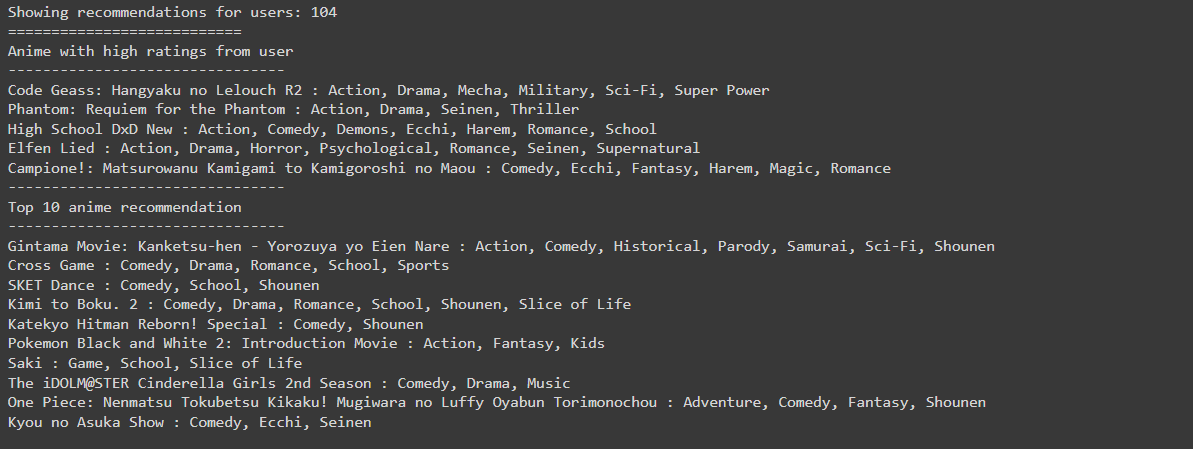 Showing recommendations for users: 104
===========================
Anime with high ratings from user
--------------------------------
Code Geass: Hangyaku no Lelouch R2 : Action, Drama, Mecha, Military, Sci-Fi, Super Power
Phantom: Requiem for the Phantom : Action, Drama, Seinen, Thriller
High School DxD New : Action, Comedy, Demons, Ecchi, Harem, Romance, School
Elfen Lied : Action, Drama, Horror, Psychological, Romance, Seinen, Supernatural
Campione!: Matsurowanu Kamigami to Kamigoroshi no Maou : Comedy, Ecchi, Fantasy, Harem, Magic, Romance
--------------------------------
Top 10 anime recommendation
--------------------------------
Gintama Movie: Kanketsu-hen - Yorozuya yo Eien Nare : Action, Comedy, Historical, Parody, Samurai, Sci-Fi, Shounen
Cross Game : Comedy, Drama, Romance, School, Sports
SKET Dance : Comedy, School, Shounen
Kimi to Boku. 2 : Comedy, Drama, Romance, School, Shounen, Slice of Life
Katekyo Hitman Reborn! Special : Comedy, Shounen
Pokemon Black and White 2: Introduction Movie : Action, Fantasy, Kids
Saki : Game, School, Slice of Life
The iDOLM@STER Cinderella Girls 2nd Season : Comedy, Drama, Music
One Piece: Nenmatsu Tokubetsu Kikaku! Mugiwara no Luffy Oyabun Torimonochou : Adventure, Comedy, Fantasy, Shounen
Kyou no Asuka Show : Comedy, Ecchi, Seinen